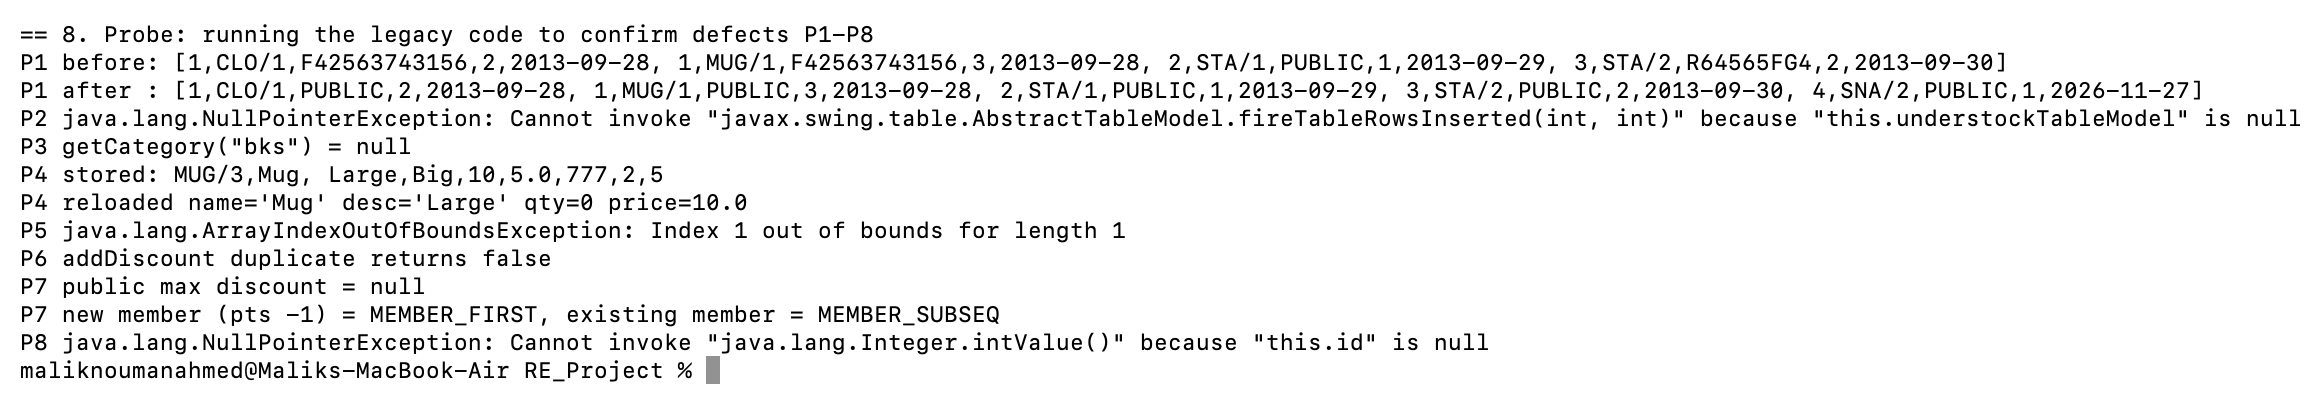 == 8. Probe: running the legacy code to confirm defects P1–P8
P1 before: [1,CLO/1,F42563743156,2,2013-09-28, 1,MUG/1,F42563743156,3,2013-09-28, 2,STA/1,PUBLIC,1,2013-09-29, 3,STA/2,R64565FG4,2,2013-09-30]
P1 after : [1,CLO/1,PUBLIC,2,2013-09-28, 1,MUG/1,PUBLIC,3,2013-09-28, 2,STA/1,PUBLIC,1,2013-09-29, 3,STA/2,PUBLIC,2,2013-09-30, 4,SNA/2,PUBLIC,1,2026-11-27]
P2 java.lang.NullPointerException: Cannot invoke "javax.swing.table.AbstractTableModel.fireTableRowsInserted(int, int)" because "this.understockTableModel" is null
P3 getCategory("bks") = null
P4 stored: MUG/3,Mug, Large,Big,10,5.0,777,2,5
P4 reloaded name='Mug' desc='Large' qty=0 price=10.0
P5 java.lang.ArrayIndexOutOfBoundsException: Index 1 out of bounds for length 1
P6 addDiscount duplicate returns false
P7 public max discount = null
P7 new member (pts -1) = MEMBER_FIRST, existing member = MEMBER_SUBSEQ
P8 java.lang.NullPointerException: Cannot invoke "java.lang.Integer.intValue()" because "this.id" is null
maliknoumanahmed@Maliks-MacBook-Air RE_Project %